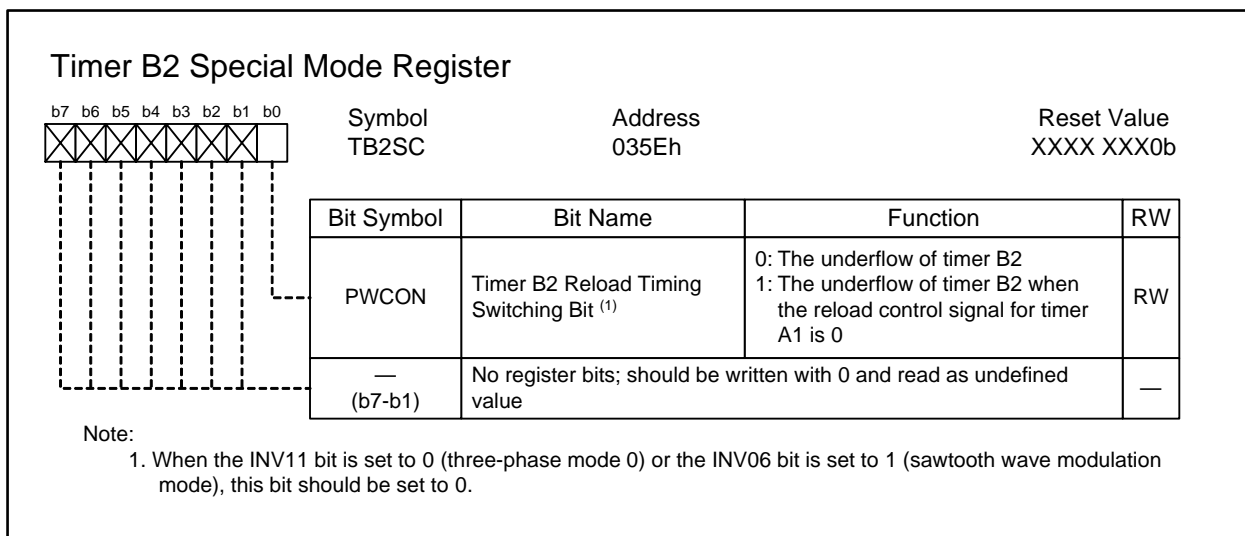 Timer B2 Special Mode Register
b7 b6 b5 b4 b3 b2 b1 b0
Symbol Address Reset Value
TB2SC 035Eh XXXX XXX0b
Bit Symbol Bit Name Function RW
PWCON
Timer B2 Reload Timing
Switching Bit (1)
0: The underflow of timer B2
1: The underflow of timer B2 when
the reload control signal for timer
A1 is 0
RW
—
(b7-b1)
No register bits; should be written with 0 and read as undefined
value
—
Note:
1. When the INV11 bit is set to 0 (three-phase mode 0) or the INV06 bit is set to 1 (sawtooth wave modulation
mode), this bit should be set to 0.